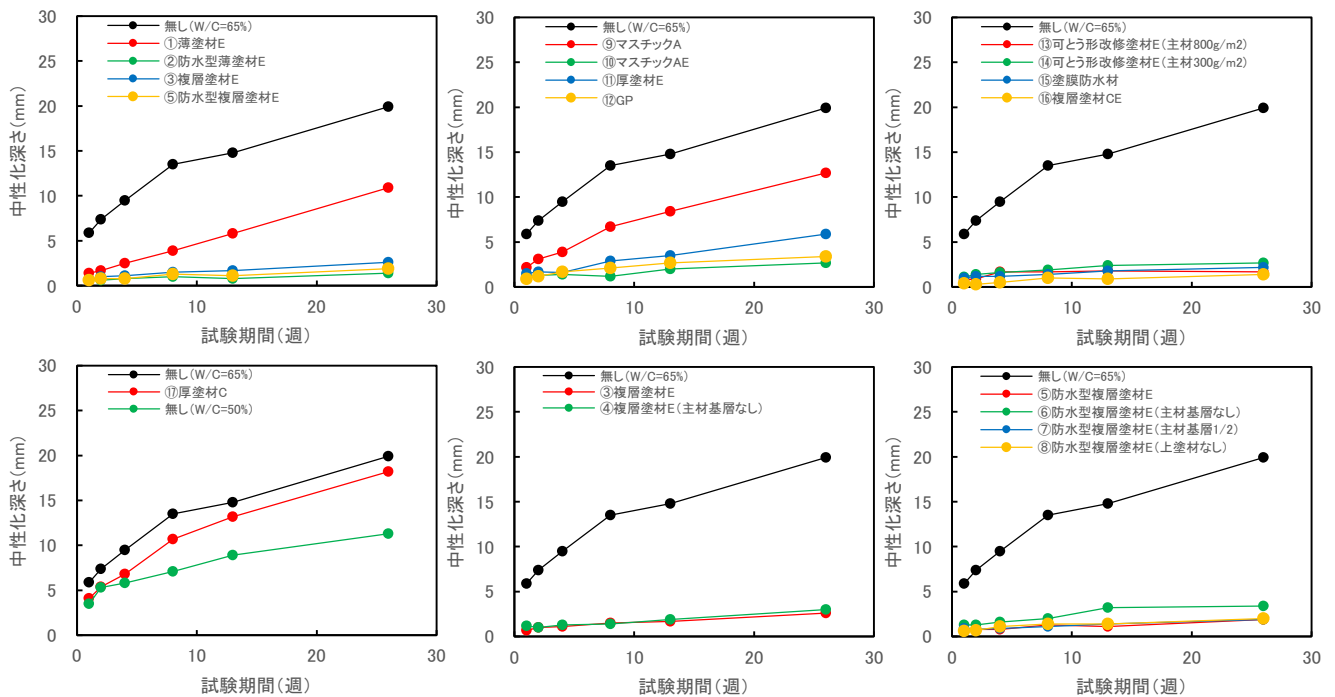 中性化深さ(mm)
30
25
20
15
10
5
0
無し(W/C=65%)
①薄塗材E
②防水型薄塗材E
③複層塗材E
⑤防水型複層塗材E
0
10
20
30
試験期間(週)
中性化深さ(mm)
30
25
20
15
10
5
0
無し(W/C=65%)
⑨マスチックA
⑩マスチックAE
⑪厚塗材E
⑫GP
0
10
20
30
試験期間(週)
中性化深さ(mm)
30
25
20
15
10
5
0
無し(W/C=65%)
⑬可とう形改修塗材E(主材800g/m2)
⑭可とう形改修塗材E(主材300g/m2)
⑮塗膜防水材
⑯複層塗材CE
0
10
20
30
試験期間(週)
中性化深さ(mm)
30
25
20
15
10
5
0
無し(W/C=65%)
⑰厚塗材C
無し(W/C=50%)
0
10
20
30
試験期間(週)
中性化深さ(mm)
30
25
20
15
10
5
0
無し(W/C=65%)
③複層塗材E
④複層塗材E(主材基層なし)
0
10
20
30
試験期間(週)
中性化深さ(mm)
30
25
20
15
10
5
0
無し(W/C=65%)
⑤防水型複層塗材E
⑥防水型複層塗材E(主材基層なし)
⑦防水型複層塗材E(主材基層1/2)
⑧防水型複層塗材E(上塗材なし)
0
10
20
30
試験期間(週)